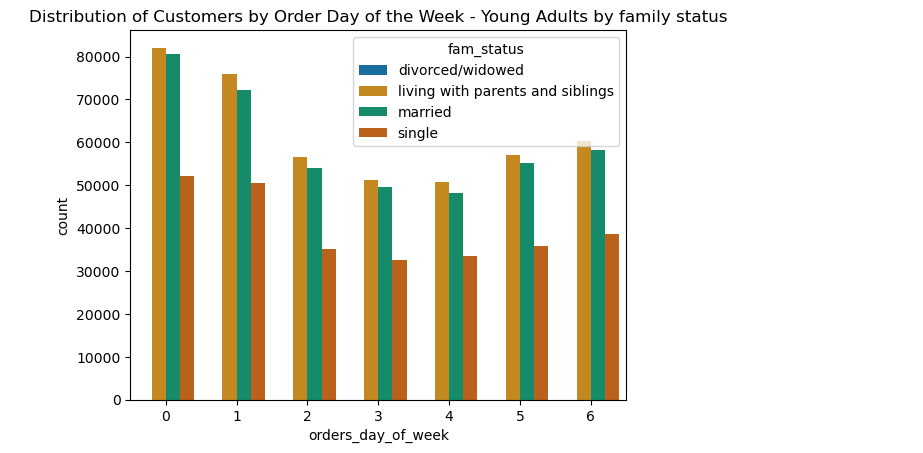 Distribution of Customers by Order Day of the Week - Young Adults by family status
fam_status
divorced/widowed
living with parents and siblings
married
single
80000
70000
60000
50000
40000
30000
20000
10000
0
count
0 1 2 3 4 5 6
orders_day_of_week